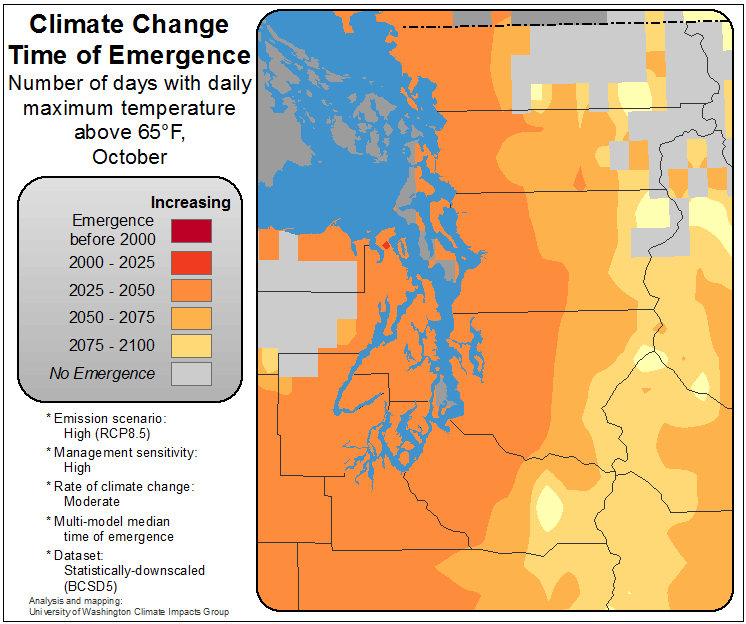 Climate Change
Time of Emergence
Number of days with daily
maximum temperature
above 65°F,
October
Increasing
Emergence
before 2000
2000 - 2025
2025 - 2050
2050 - 2075
2075 - 2100
No Emergence
* Emission scenario:
High (RCP8.5)
* Management sensitivity:
High
* Rate of climate change:
Moderate
* Multi-model median
time of emergence
* Dataset:
Statistically-downscaled
(BCSD5)
Analysis and mapping:
University of Washington Climate Impacts Group